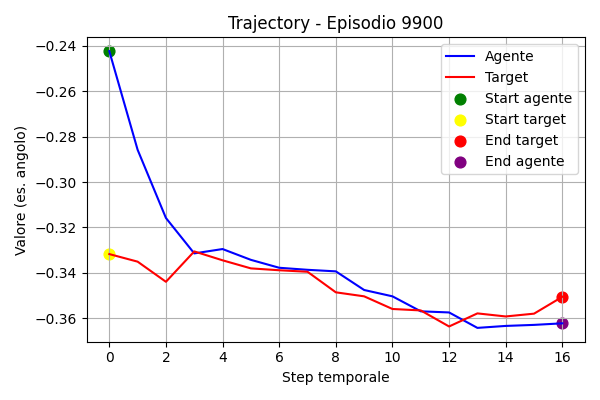 Trajectory - Episodio 9900
Valore (es. angolo)
−0.24
−0.26
−0.28
−0.30
−0.32
−0.34
−0.36
Agente
Target
Start agente
Start target
End target
End agente
0 2 4 6 8 10 12 14 16
Step temporale